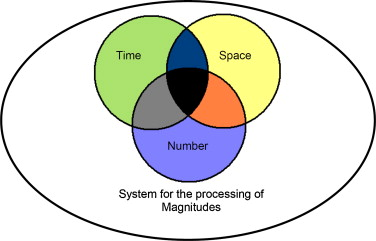 Time
Space
Number
System for the processing of
Magnitudes